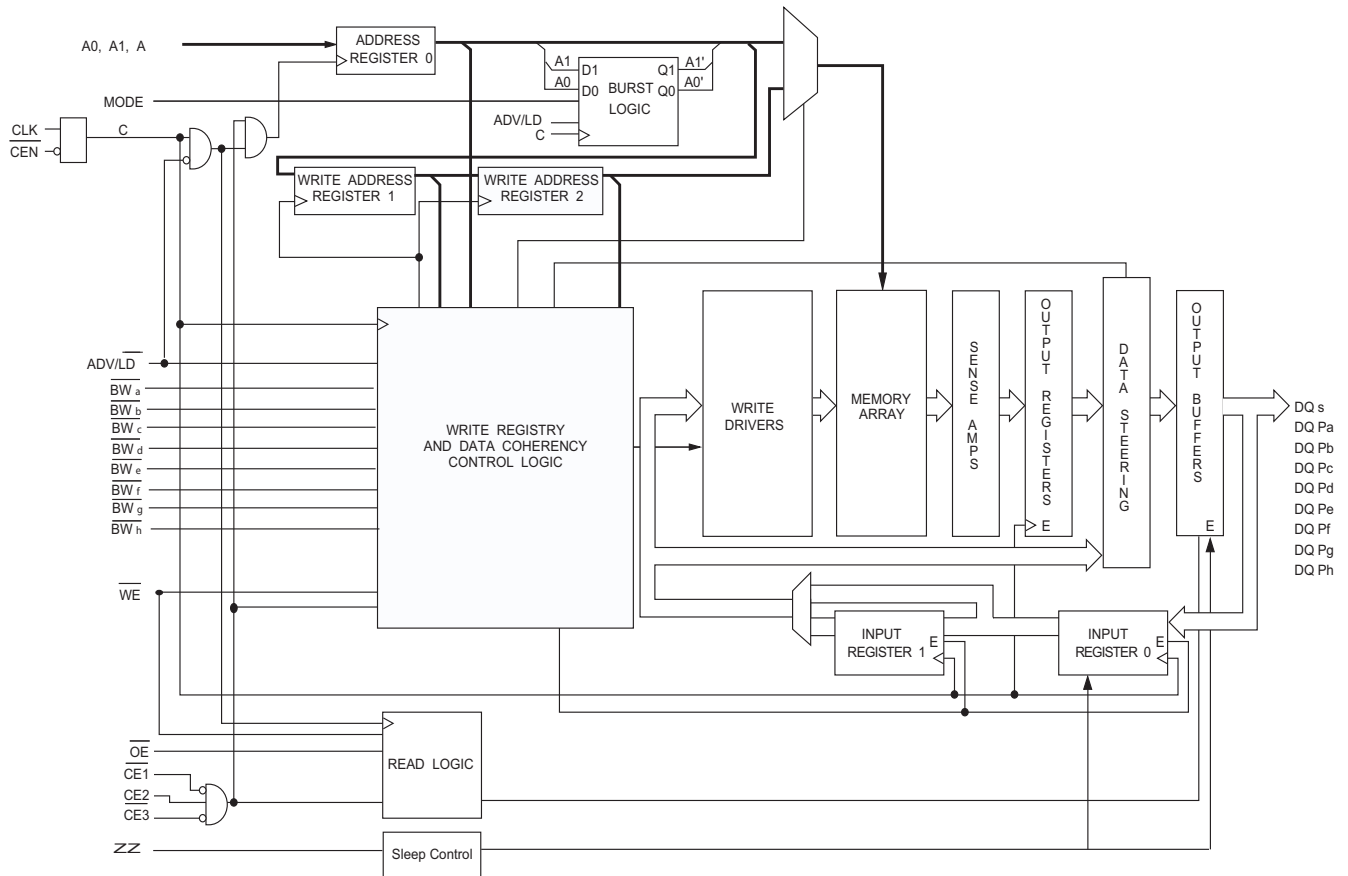 A0, A1, A
ADDRESS
REGISTER 0
A1
A0
D1
D0
BURST
LOGIC
Q1
Q0
A1'
A0'
MODE
ADV/LD
C
CLK
CEN
C
WRITE ADDRESS
REGISTER 1
WRITE ADDRESS
REGISTER 2
ADV/LD
BW a
BW b
BW c
BW d
BW e
BW f
BW g
BW h
WE
WRITE REGISTRY
AND DATA COHERENCY
CONTROL LOGIC
WRITE
DRIVERS
MEMORY
ARRAY
SENSE AMPS
OUTPUT REGISTERS
E
DATA STEERING
OUTPUT BUFFERS
E
DQ s
DQ Pa
DQ Pb
DQ Pc
DQ Pd
DQ Pe
DQ Pf
DQ Pg
DQ Ph
INPUT
REGISTER 1
E
INPUT
REGISTER 0
E
OE
CE1
CE2
CE3
READ LOGIC
ZZ
Sleep Control